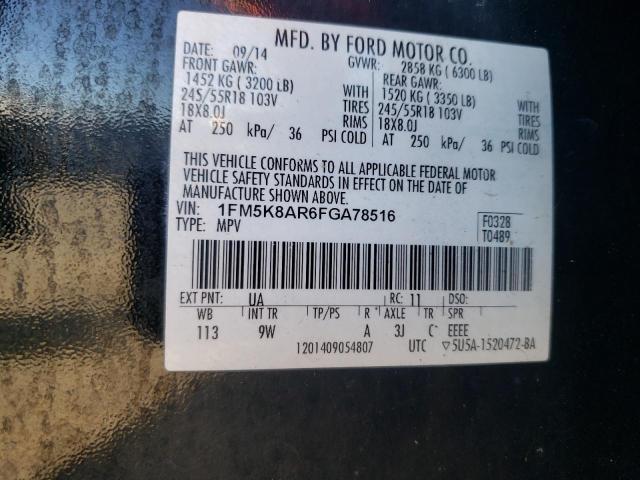 MFD. BY FORD MOTOR CO.
DATE: 09/14 GVWR: 2858 KG ( 6300 LB)
FRONT GAWR: REAR GAWR:
1452 KG ( 3200 LB) WITH 1520 KG ( 3350 LB) WITH
245/55R18 103V TIRES 245/55R18 103V TIRES
18X8.0J RIMS 18X8.0J RIMS
AT 250 kPa/ 36 PSI COLD AT 250 kPa/ 36 PSI COLD
THIS VEHICLE CONFORMS TO ALL APPLICABLE FEDERAL MOTOR
VEHICLE SAFETY STANDARDS IN EFFECT ON THE DATE OF
MANUFACTURE SHOWN ABOVE.
VIN: 1FM5K8AR6FGA78516 F0328
TYPE: MPV T0489
EXT PNT: UA RC: 11 DSO:
WB INT TR TP/PS R AXLE TR SPR
113 9W A 3J C EEEE
1201409054807 UTC ▽5U5A-1520472-BA